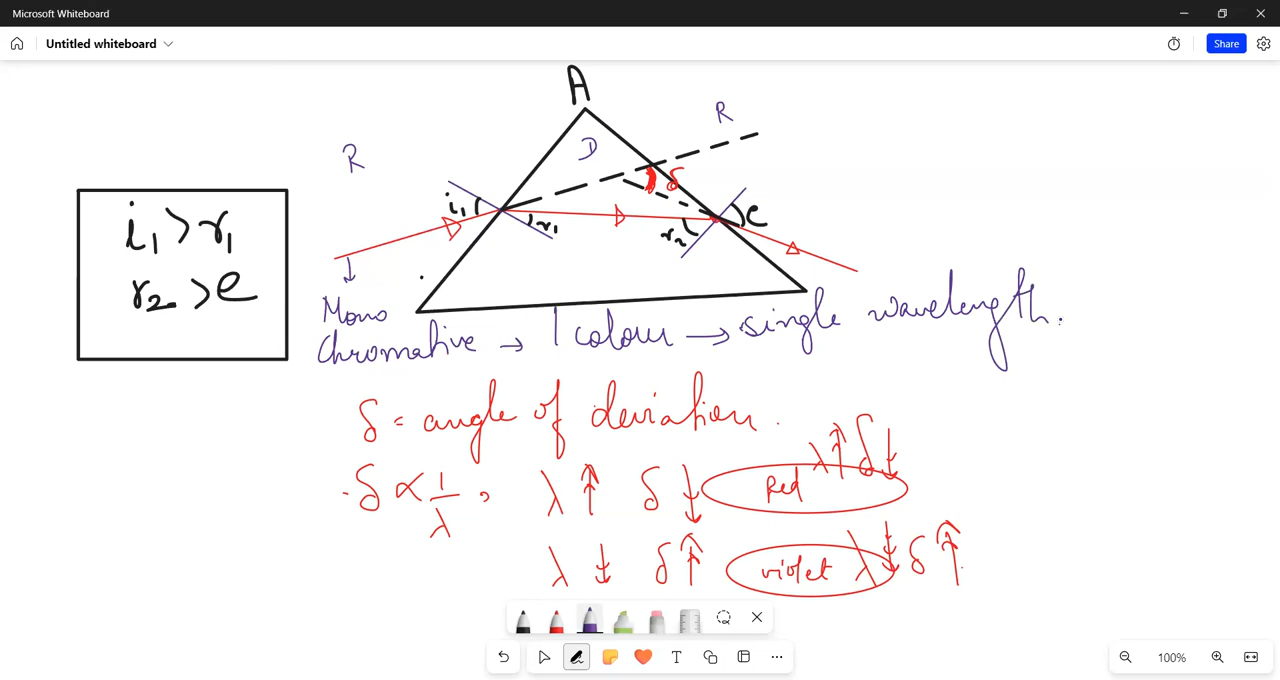 Microsoft Whiteboard
Untitled whiteboard
Share
A
R
D
R
δ
i₁
r₁
r₂
e
i₁ > r₁
r₂ > e
Mono
chromative → 1 colour → single wavelength.
δ = angle of deviation.
δ ∝ 1/λ , λ ↑ δ ↓ Red λ ↑ δ ↓
λ ↓ δ ↑ violet λ ↓ δ ↑
T
100%